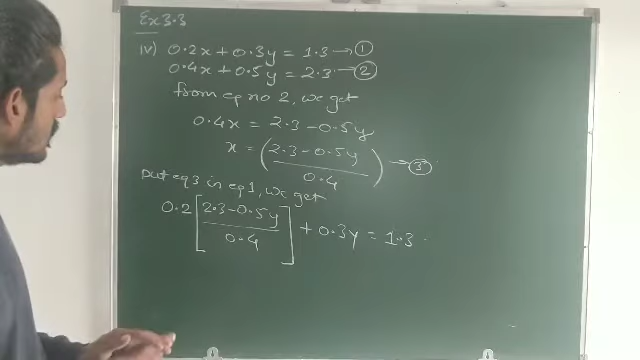 Ex 3.3
iv) 0.2x + 0.3y = 1.3 → ①
0.4x + 0.5y = 2.3 → ②
from eq no 2, we get
0.4x = 2.3 - 0.5y
x = (2.3 - 0.5y / 0.4) → ③
put eq 3 in eq 1, we get
0.2 [2.3 - 0.5y / 0.4] + 0.3y = 1.3